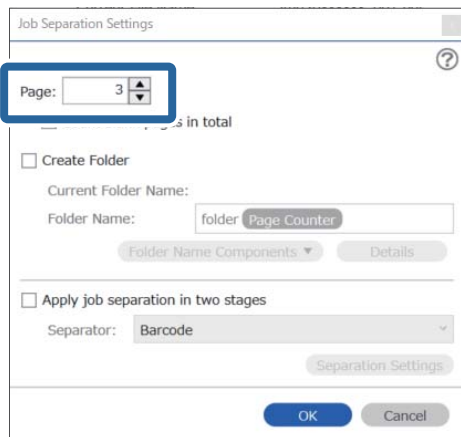 Job Separation Settings
?
Page: 3
pages in total
Create Folder
Current Folder Name:
Folder Name: folder Page Counter
Folder Name Components ▼ Details
Apply job separation in two stages
Separator: Barcode
Separation Settings
OK Cancel